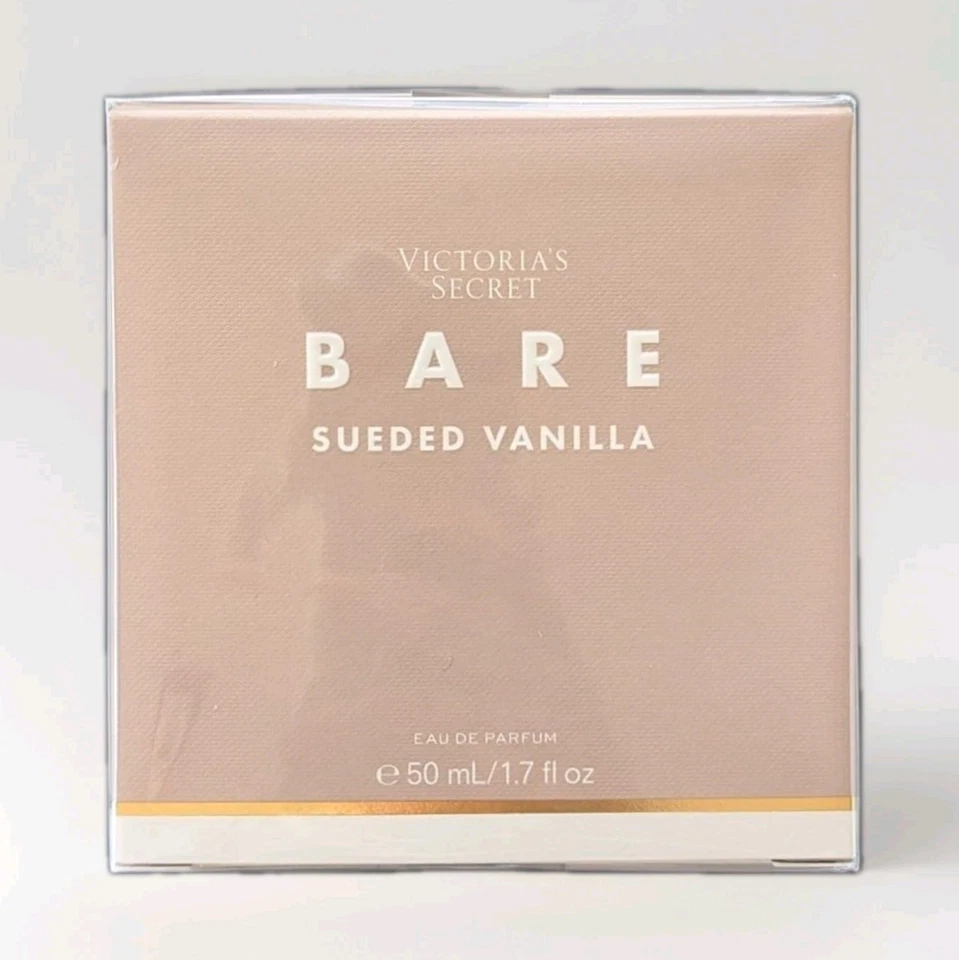 VICTORIA'S
SECRET
BARE
SUEDED VANILLA
EAU DE PARFUM
℮ 50 mL/1.7 fl oz